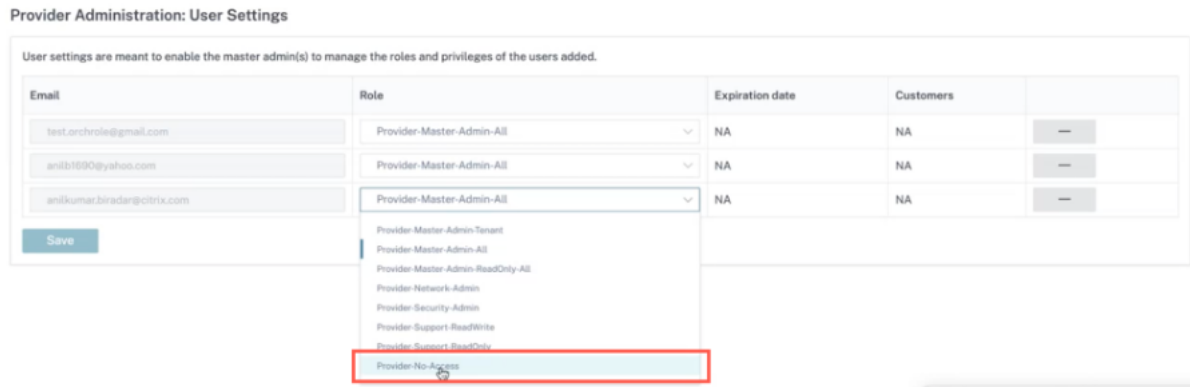 Provider Administration: User Settings
User settings are meant to enable the master admin(s) to manage the roles and privileges of the users added.
Email Role Expiration date Customers
test.orchrole@gmail.com Provider-Master-Admin-All NA NA —
anilb1690@yahoo.com Provider-Master-Admin-All NA NA —
anilkumar.biradar@citrix.com Provider-Master-Admin-All NA NA —
Save
Provider-Master-Admin-Tenant
Provider-Master-Admin-All
Provider-Master-Admin-ReadOnly-All
Provider-Network-Admin
Provider-Security-Admin
Provider-Support-ReadWrite
Provider-Support-ReadOnly
Provider-No-Access